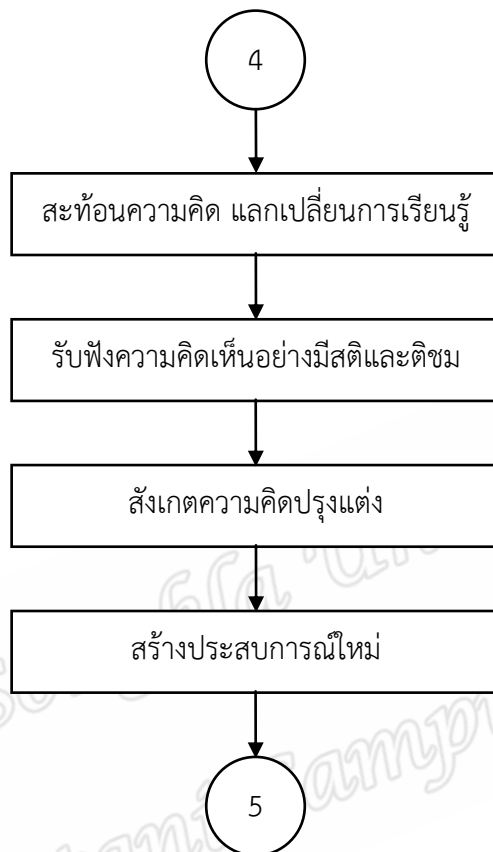 4
สะท้อนความคิด แลกเปลี่ยนการเรียนรู้
รับฟังความคิดเห็นอย่างมีสติและติชม
สังเกตความคิดปรุงแต่ง
สร้างประสบการณ์ใหม่
5